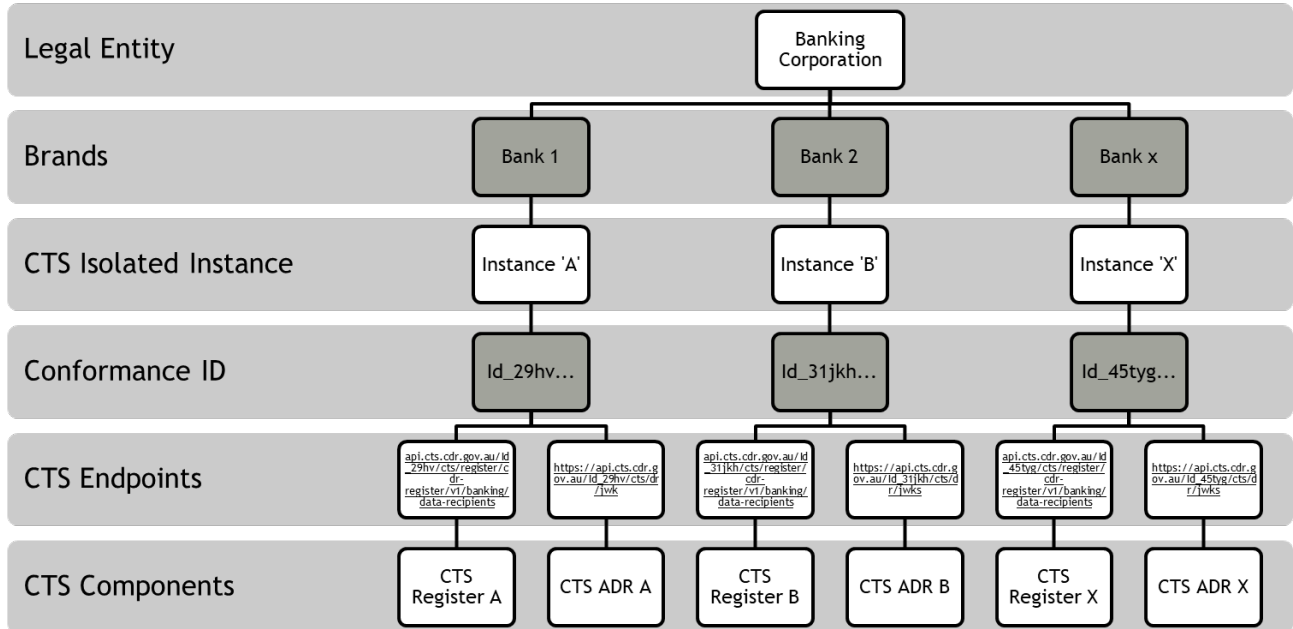 Legal Entity
Banking
Corporation
Brands
Bank 1
Bank 2
Bank x
CTS Isolated Instance
Instance 'A'
Instance 'B'
Instance 'X'
Conformance ID
Id_29hv...
Id_31jkh...
Id_45tyg...
CTS Endpoints
api.cts.cdr.gov.au/Id
_29hv/cts/register/c
dr-
register/v1/banking/
data-recipients
https://api.cts.cdr.g
ov.au/Id_29hv/cts/dr
/jwk
api.cts.cdr.gov.au/Id
_31jkh/cts/register/
cdr-
register/v1/banking/
data-recipients
https://api.cts.cdr.g
ov.au/Id_31jkh/cts/d
r/jwks
api.cts.cdr.gov.au/Id
_45tyg/cts/register/
cdr-
register/v1/banking/
data-recipients
https://api.cts.cdr.g
ov.au/Id_45tyg/cts/d
r/jwks
CTS Components
CTS
Register A
CTS ADR A
CTS
Register B
CTS ADR B
CTS
Register X
CTS ADR X